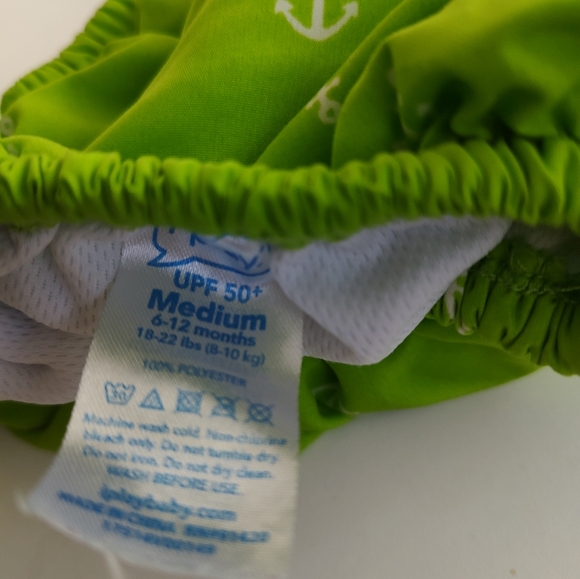 UPF 50+
Medium
6-12 months
18-22 lbs (8-10 kg)
100% POLYESTER
Machine wash cold. Non-chlorine
bleach only. Do not tumble dry.
Do not iron. Do not dry clean.
WASH BEFORE USE.
iplaybaby.com
MADE IN CHINA